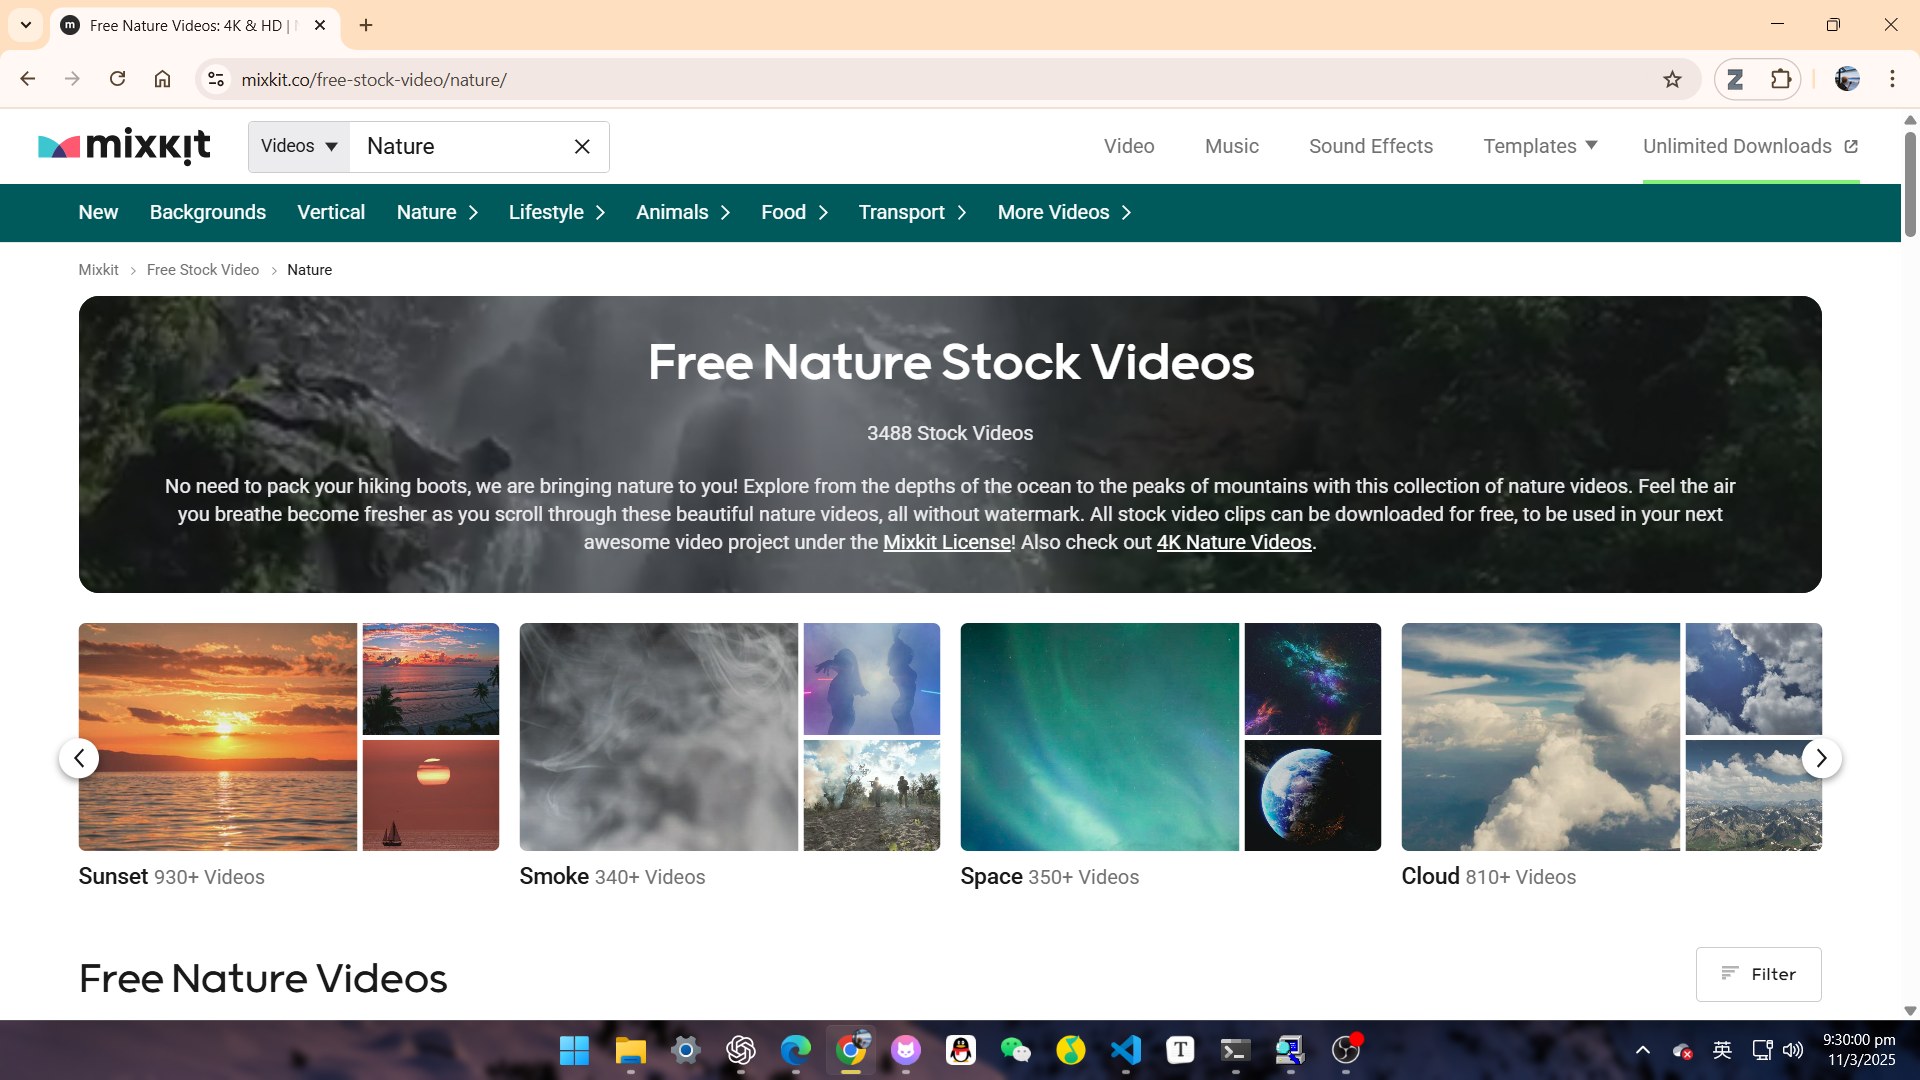 Free Nature Videos: 4K & HD |
mixkit.co/free-stock-video/nature/
mixkit
Videos
Nature
Video
Music
Sound Effects
Templates
Unlimited Downloads
New
Backgrounds
Vertical
Nature
Lifestyle
Animals
Food
Transport
More Videos
Mixkit
Free Stock Video
Nature
Free Nature Stock Videos
3488 Stock Videos
No need to pack your hiking boots, we are bringing nature to you! Explore from the depths of the ocean to the peaks of mountains with this collection of nature videos. Feel the air
you breathe become fresher as you scroll through these beautiful nature videos, all without watermark. All stock video clips can be downloaded for free, to be used in your next
awesome video project under the Mixkit License! Also check out 4K Nature Videos.
Sunset 930+ Videos
Smoke 340+ Videos
Space 350+ Videos
Cloud 810+ Videos
Free Nature Videos
Filter
英
9:30:00 pm
11/3/2025